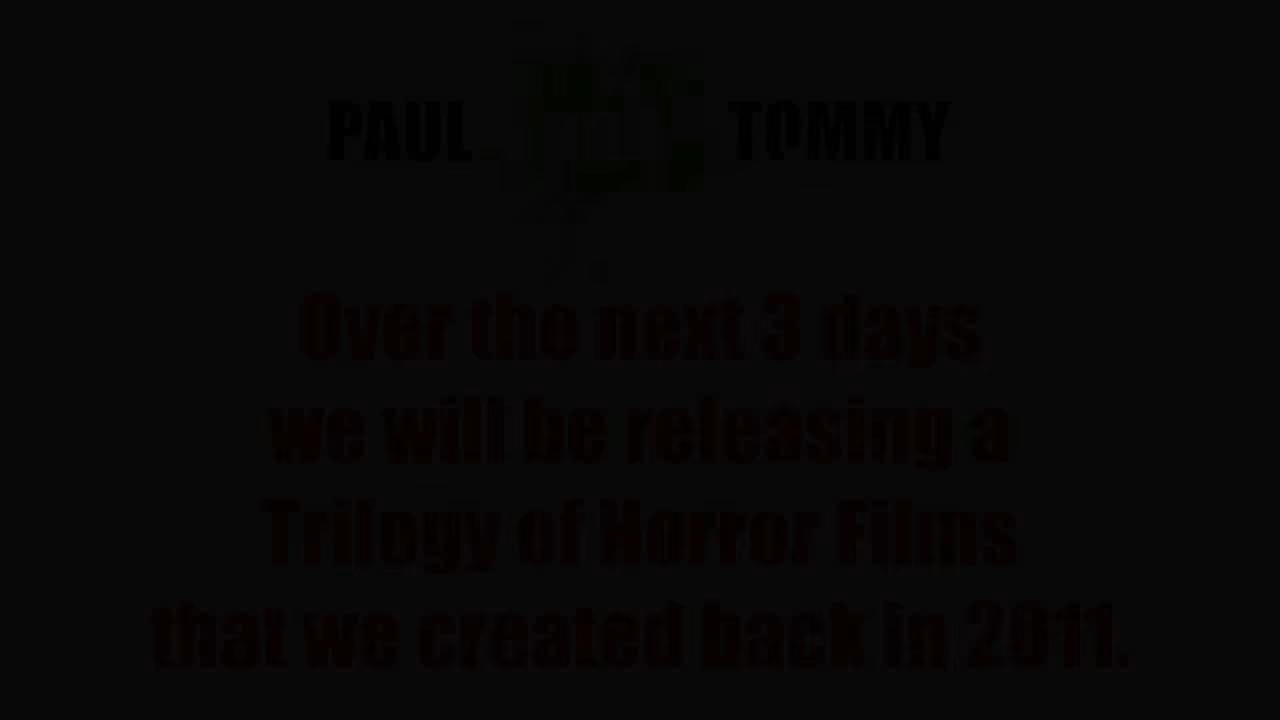 PAUL TOMMY
Over the next 3 days
we will be releasing a
Trilogy of Horror Films
that we created back in 2011.